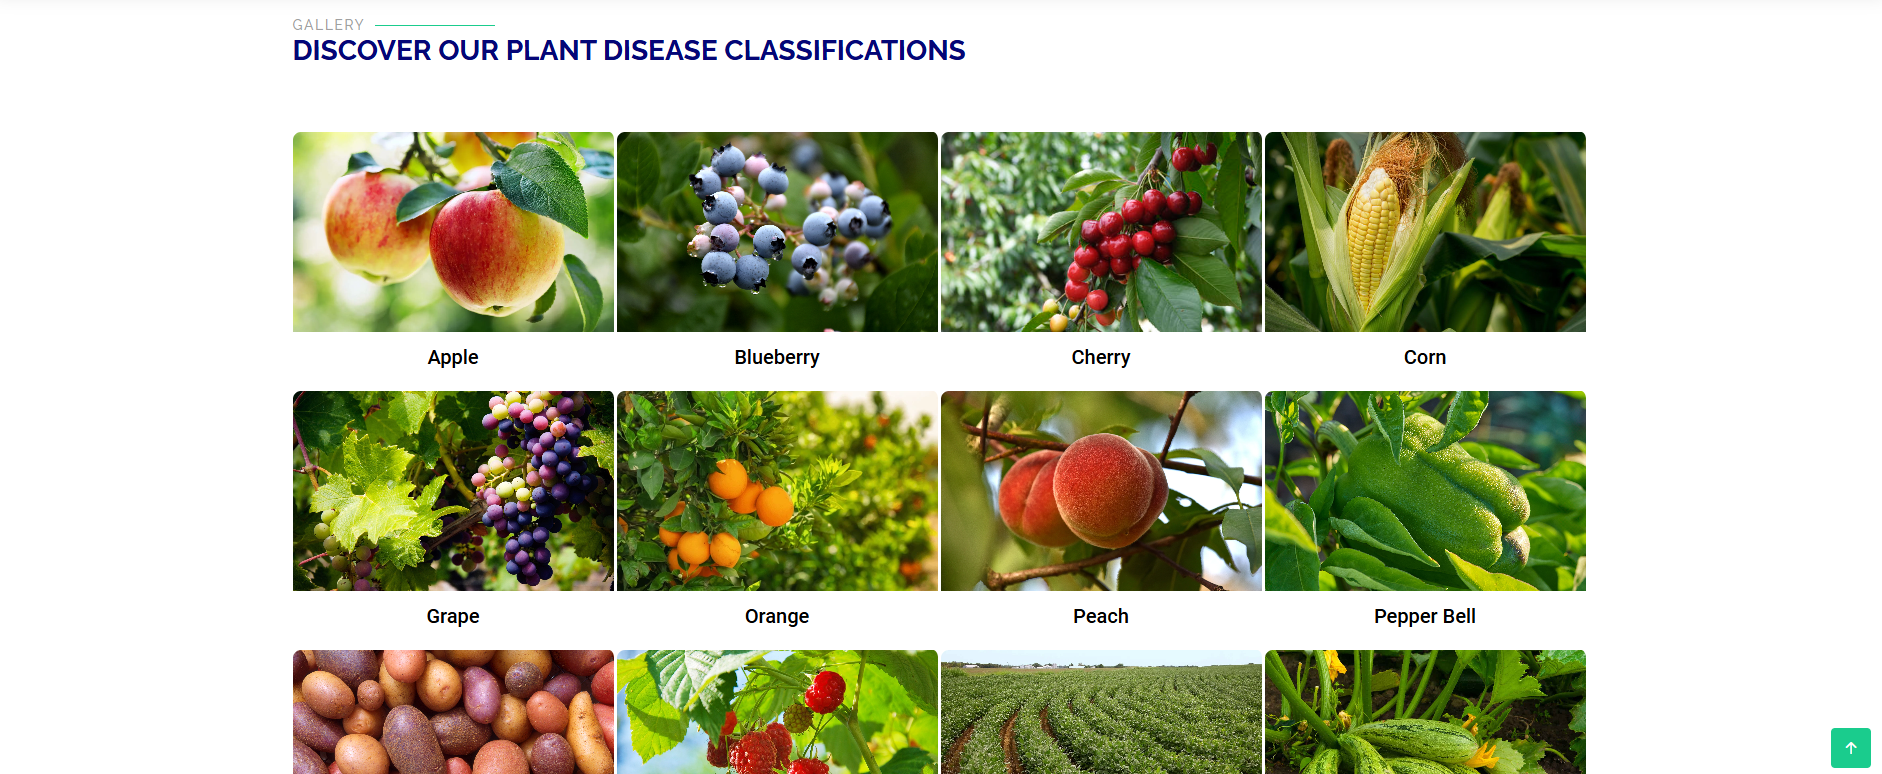 GALLERY
DISCOVER OUR PLANT DISEASE CLASSIFICATIONS
Apple
Blueberry
Cherry
Corn
Grape
Orange
Peach
Pepper Bell